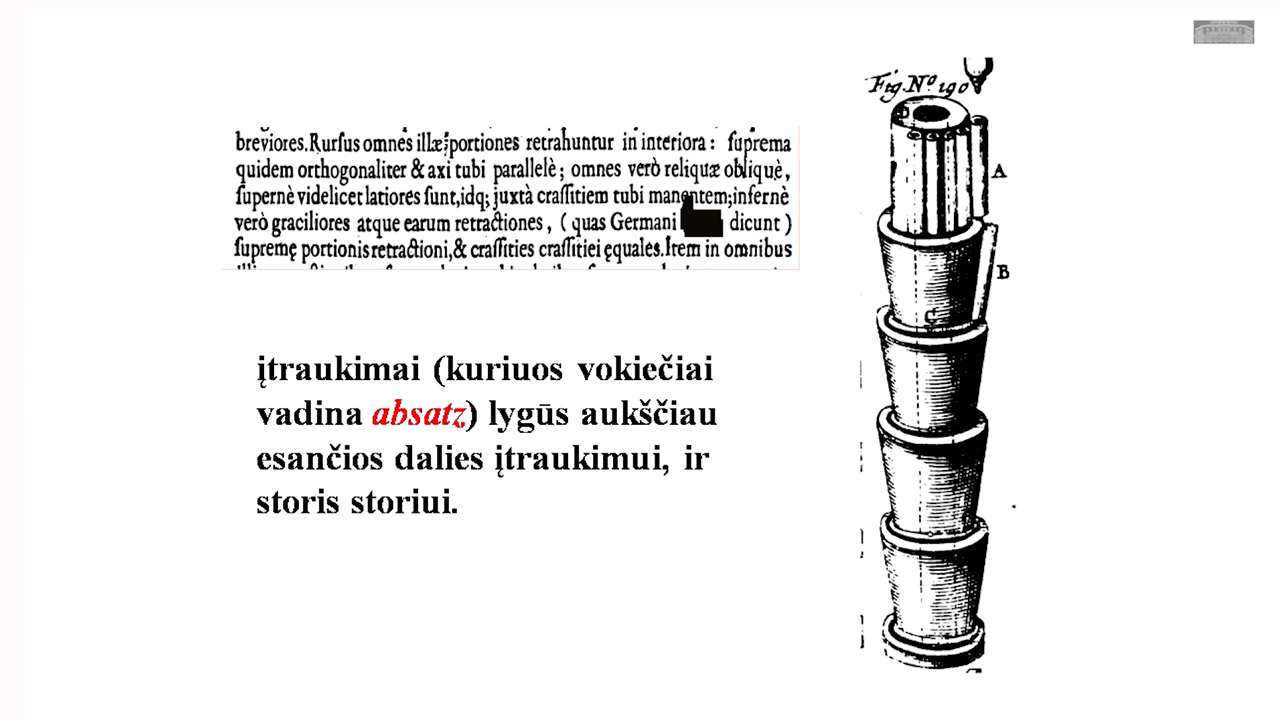 breviores. Rursus omnes illæ portiones retrahuntur in interiora : suprema
quidem orthogonaliter & axi tubi parallelè ; omnes verò reliquæ obliquè,
supernè videlicet latiores sunt, idq; juxtà crassitiem tubi manentem; infernè
verò graciliores atque earum retractiones, ( quas Germani dicunt )
supremę portionis retractioni, & crassities crassitiei ęquales. Item in omnibus
įtraukimai (kuriuos vokiečiai
vadina absatz) lygūs aukščiau
esančios dalies įtraukimui, ir
storis storiui.
Fig. Nº 190
A
B
C